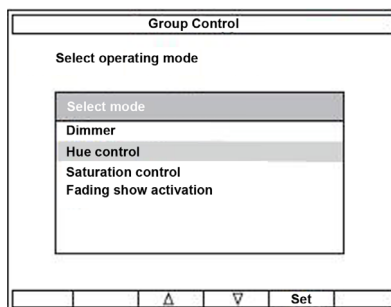 Group Control
Select operating mode
Select mode
Dimmer
Hue control
Saturation control
Fading show activation
Set